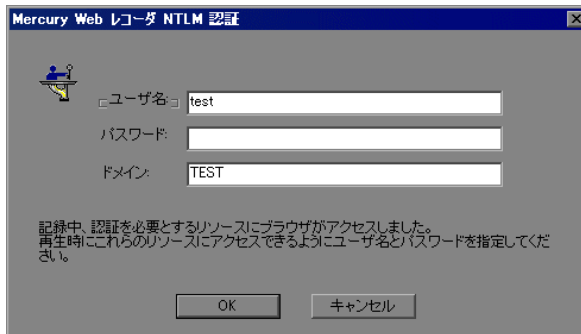 Mercury Web レコーダ NTLM 認証
ユーザ名: test
パスワード:
ドメイン: TEST
記録中、認証を必要とするリソースにブラウザがアクセスしました。
再生時にこれらのリソースにアクセスできるようにユーザ名とパスワードを指定してくだ
さい。
OK キャンセル